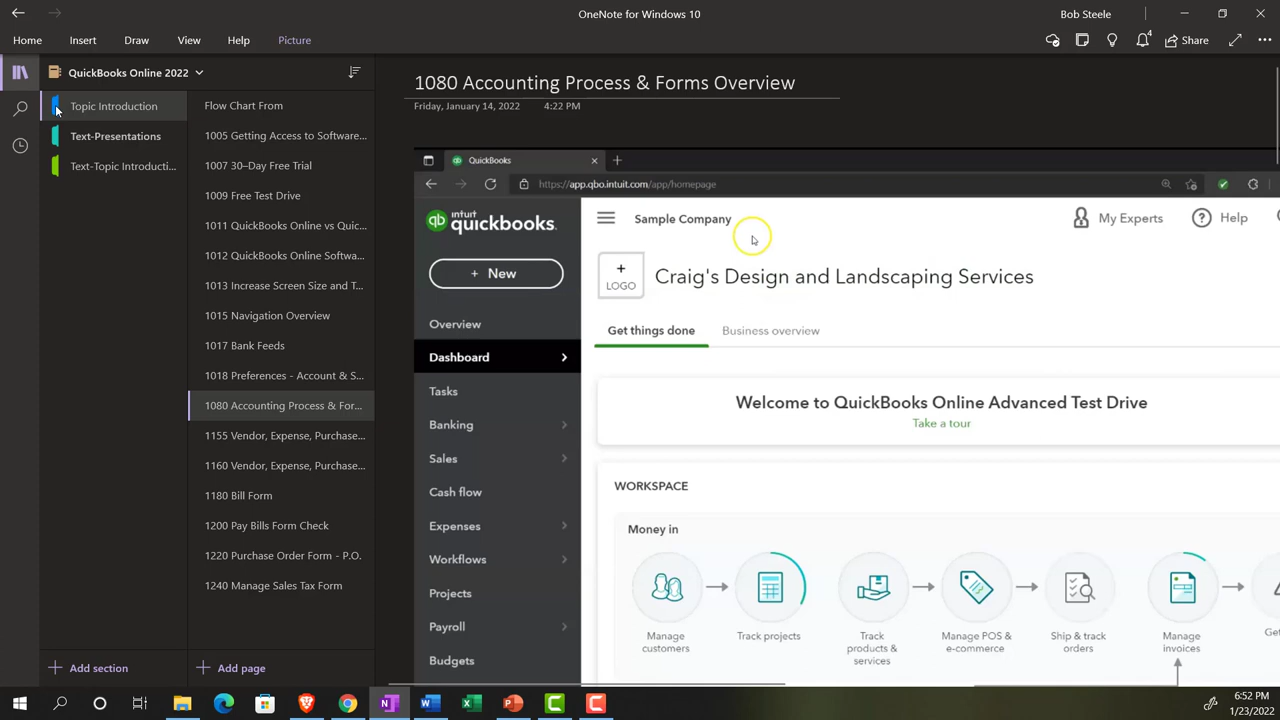 OneNote for Windows 10
Bob Steele
Home
Insert
Draw
View
Help
Picture
Share
QuickBooks Online 2022
Topic Introduction
Text-Presentations
Text-Topic Introducti...
Flow Chart From
1005 Getting Access to Software...
1007 30–Day Free Trial
1009 Free Test Drive
1011 QuickBooks Online vs Quic...
1012 QuickBooks Online Softwa...
1013 Increase Screen Size and T...
1015 Navigation Overview
1017 Bank Feeds
1018 Preferences - Account & S...
1080 Accounting Process & For...
1155 Vendor, Expense, Purchase...
1160 Vendor, Expense, Purchase...
1180 Bill Form
1200 Pay Bills Form Check
1220 Purchase Order Form - P.O.
1240 Manage Sales Tax Form
Add section
Add page
1080 Accounting Process & Forms Overview
Friday, January 14, 2022
4:22 PM
QuickBooks
https://app.qbo.intuit.com/app/homepage
qb intuit quickbooks.
Sample Company
My Experts
Help
+ New
+
LOGO
Craig's Design and Landscaping Services
Get things done
Business overview
Overview
Dashboard
Tasks
Banking
Sales
Cash flow
Expenses
Workflows
Projects
Payroll
Budgets
Welcome to QuickBooks Online Advanced Test Drive
Take a tour
WORKSPACE
Money in
Manage
customers
Track projects
Track
products &
services
Manage POS &
e-commerce
Ship & track
orders
Manage
invoices
Get
6:52 PM
1/23/2022